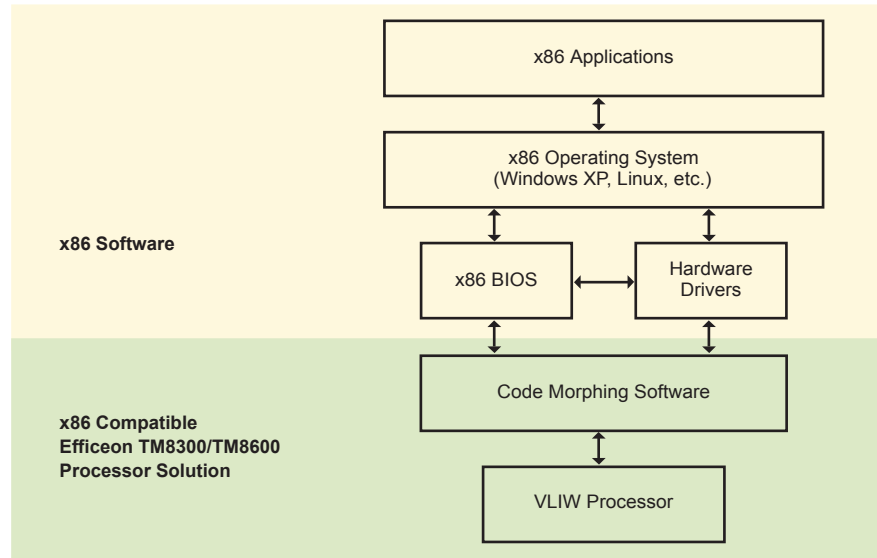 x86 Applications
x86 Operating System
(Windows XP, Linux, etc.)
x86 Software
x86 BIOS
Hardware
Drivers
Code Morphing Software
x86 Compatible
Efficeon TM8300/TM8600
Processor Solution
VLIW Processor